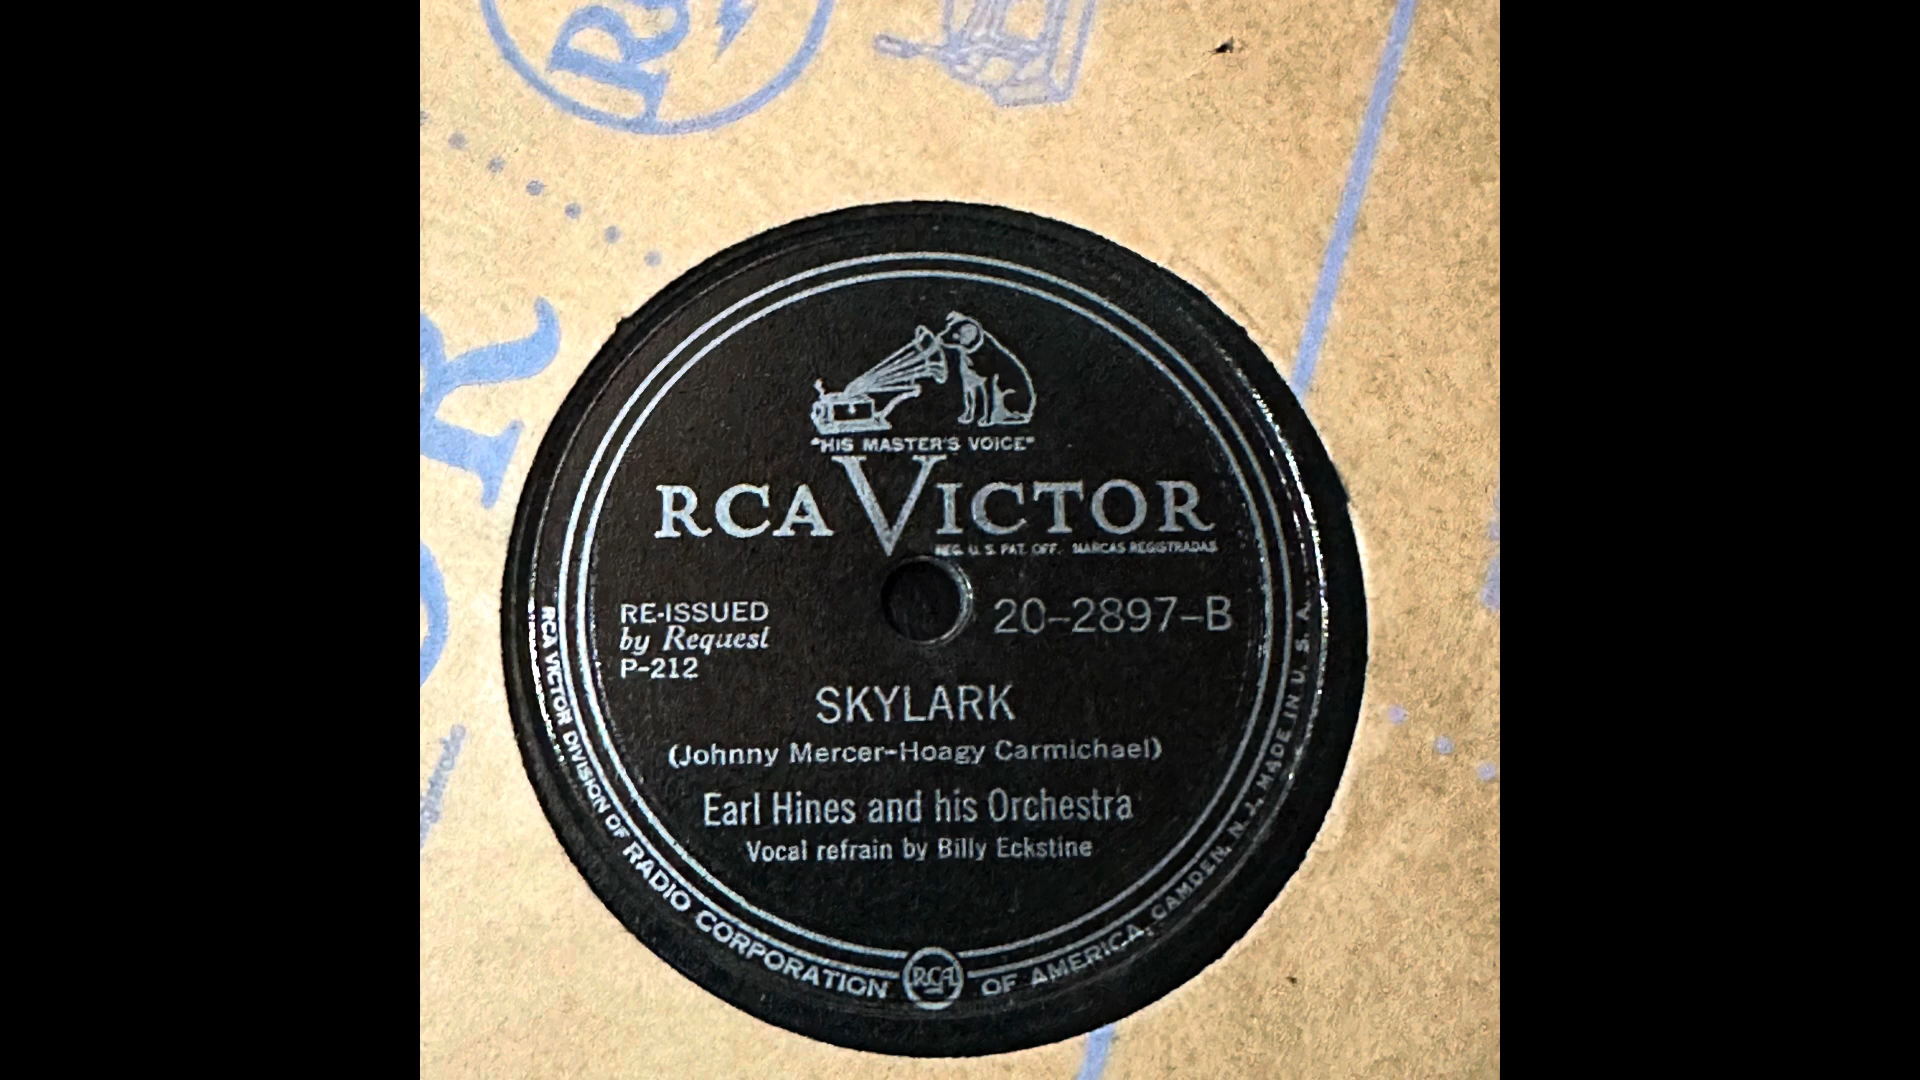 "HIS MASTER'S VOICE"
RCA VICTOR
REG. U. S. PAT. OFF. MARCAS REGISTRADAS
RE-ISSUED
by Request
P-212
20-2897-B
SKYLARK
(Johnny Mercer-Hoagy Carmichael)
Earl Hines and his Orchestra
Vocal refrain by Billy Eckstine
RCA VICTOR DIVISION OF RADIO CORPORATION OF AMERICA, CAMDEN, N. J. MADE IN U. S. A.
RCA